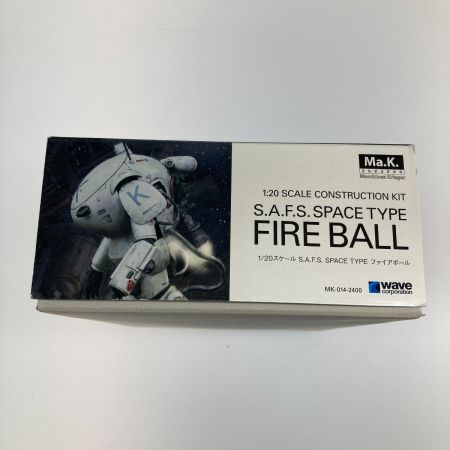 Ma.K.
Maschinen Krieger
1:20 SCALE CONSTRUCTION KIT
S.A.F.S. SPACE TYPE
FIRE BALL
1/20スケール S.A.F.S. SPACE TYPE ファイアボール
MK-014-2400
wave
corporation
K
K